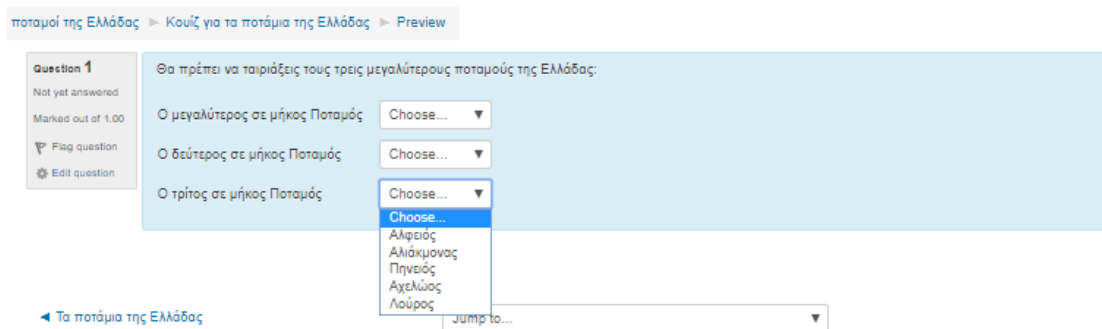 ποταμοί της Ελλάδας ► Κουίζ για τα ποτάμια της Ελλάδας ► Preview
Question 1
Not yet answered
Marked out of 1.00
Flag question
Edit question
Θα πρέπει να ταιριάξεις τους τρεις μεγαλύτερους ποταμούς της Ελλάδας:
Ο μεγαλύτερος σε μήκος Ποταμός Choose... ▼
Ο δεύτερος σε μήκος Ποταμός Choose... ▼
Ο τρίτος σε μήκος Ποταμός Choose... ▼
Choose...
Αλφειός
Αλιάκμονας
Πηνειός
Αχελώος
Λούρος
◄ Τα ποτάμια της Ελλάδας
Jump to... ▼